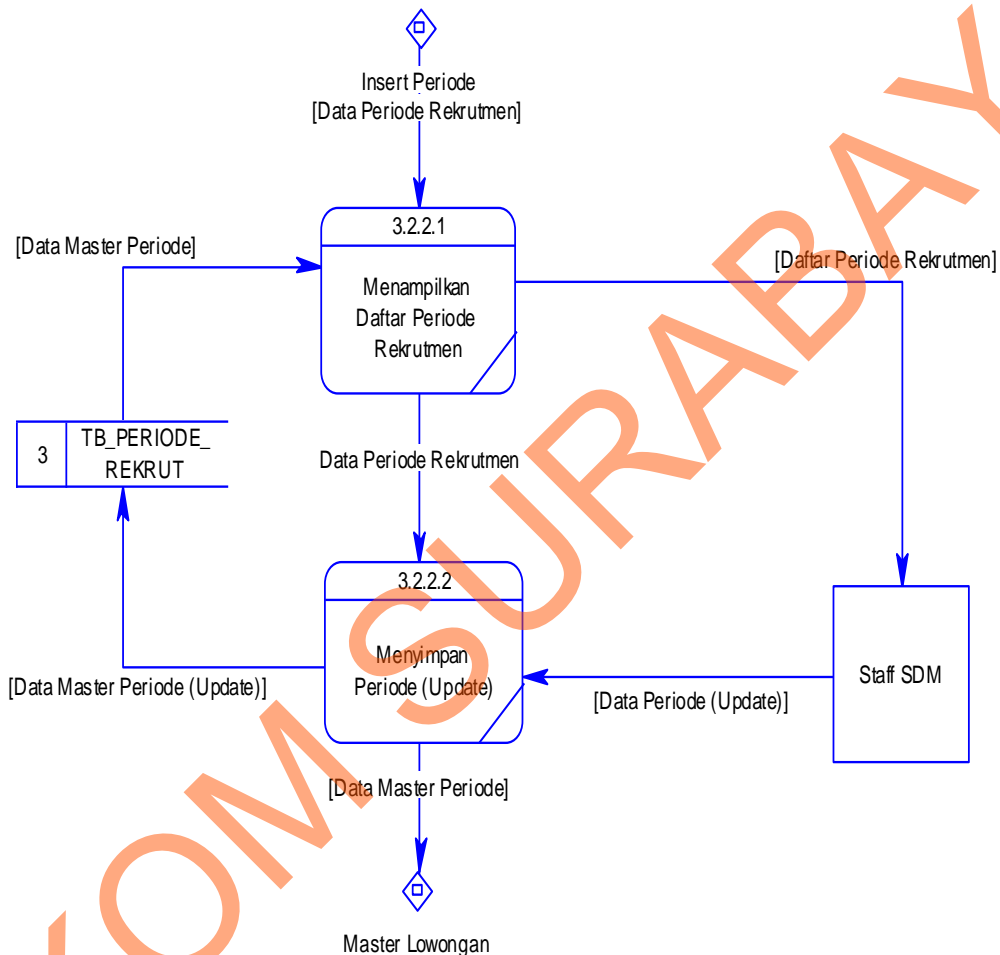 Insert Periode
[Data Periode Rekrutmen]
3.2.2.1
[Data Master Periode]
[Daftar Periode Rekrutmen]
Menampilkan
Daftar Periode
Rekrutmen
3
TB_PERIODE_
REKRUT
Data Periode Rekrutmen
3.2.2.2
Menyimpan
Periode (Update)
Staff SDM
[Data Master Periode (Update)]
[Data Periode (Update)]
[Data Master Periode]
Master Lowongan
KOM SURABAY